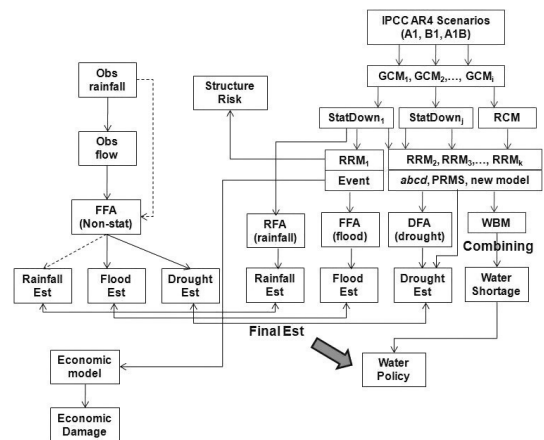 IPCC AR4 Scenarios
(A1, B1, A1B)
GCM1, GCM2,..., GCMi
Obs
rainfall
Structure
Risk
StatDown1
StatDownj
RCM
Obs
flow
RRM1
Event
RRM2, RRM3,..., RRMk
abcd, PRMS, new model
FFA
(Non-stat)
RFA
(rainfall)
FFA
(flood)
DFA
(drought)
WBM
Combining
Rainfall
Est
Flood
Est
Drought
Est
Rainfall
Est
Flood
Est
Drought
Est
Water
Shortage
Final Est
Economic
model
Water
Policy
Economic
Damage